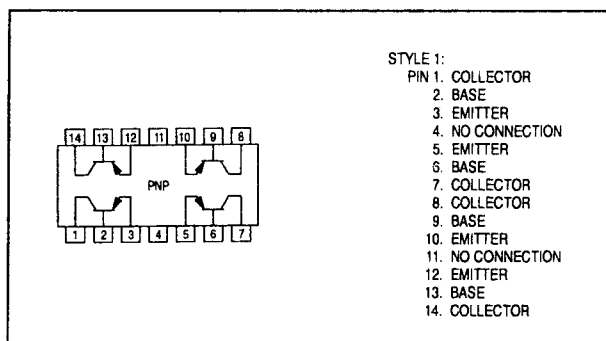 STYLE 1:
PIN 1. COLLECTOR
2. BASE
3. EMITTER
4. NO CONNECTION
5. EMITTER
6. BASE
7. COLLECTOR
8. COLLECTOR
9. BASE
10. EMITTER
11. NO CONNECTION
12. EMITTER
13. BASE
14. COLLECTOR
14 13 12 11 10 9 8
PNP
1 2 3 4 5 6 7